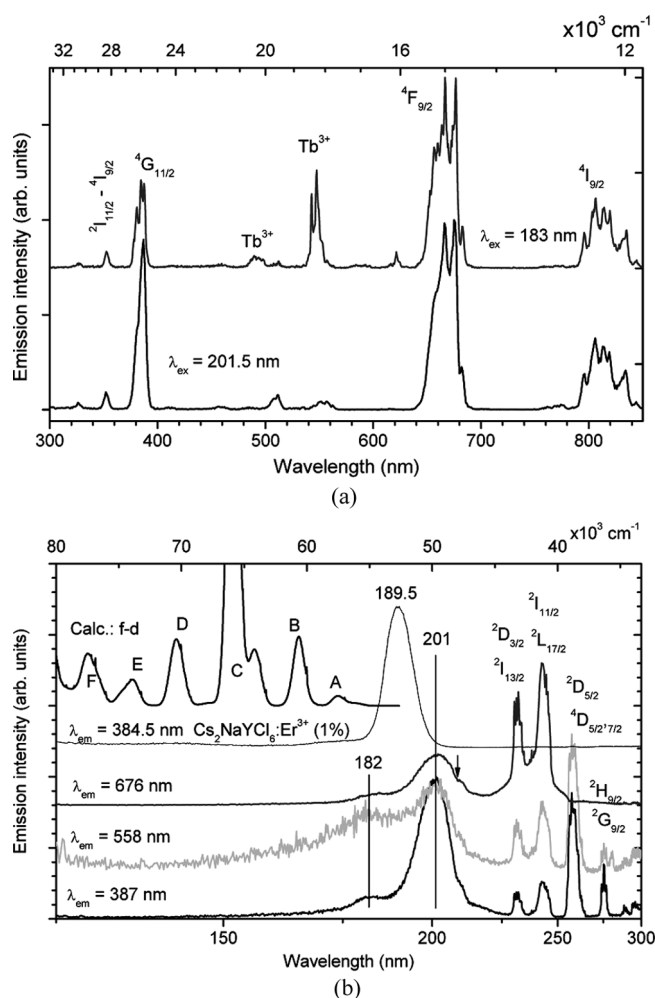 32 28 24 20 16 12 x10³ cm⁻¹
Emission intensity (arb. units)
²I₁₁/₂ - ⁴I₉/₂
⁴G₁₁/₂
Tb³⁺
Tb³⁺
⁴F₉/₂
⁴I₉/₂
λex = 183 nm
λex = 201.5 nm
300 400 500 600 700 800
Wavelength (nm)
(a)
80 70 60 50 40 x10³ cm⁻¹
Emission intensity (arb. units)
189.5
Calc.: f-d
F E D C B A
201
²I₁₁/₂
²D₃/₂ ²L₁₇/₂
²I₁₃/₂ ²D₅/₂
⁴D₅/₂,₇/₂
λem = 384.5 nm Cs₂NaYCl₆:Er³⁺ (1%)
182
λem = 676 nm
²H₉/₂
²G₉/₂
λem = 558 nm
λem = 387 nm
150 200 250 300
Wavelength (nm)
(b)